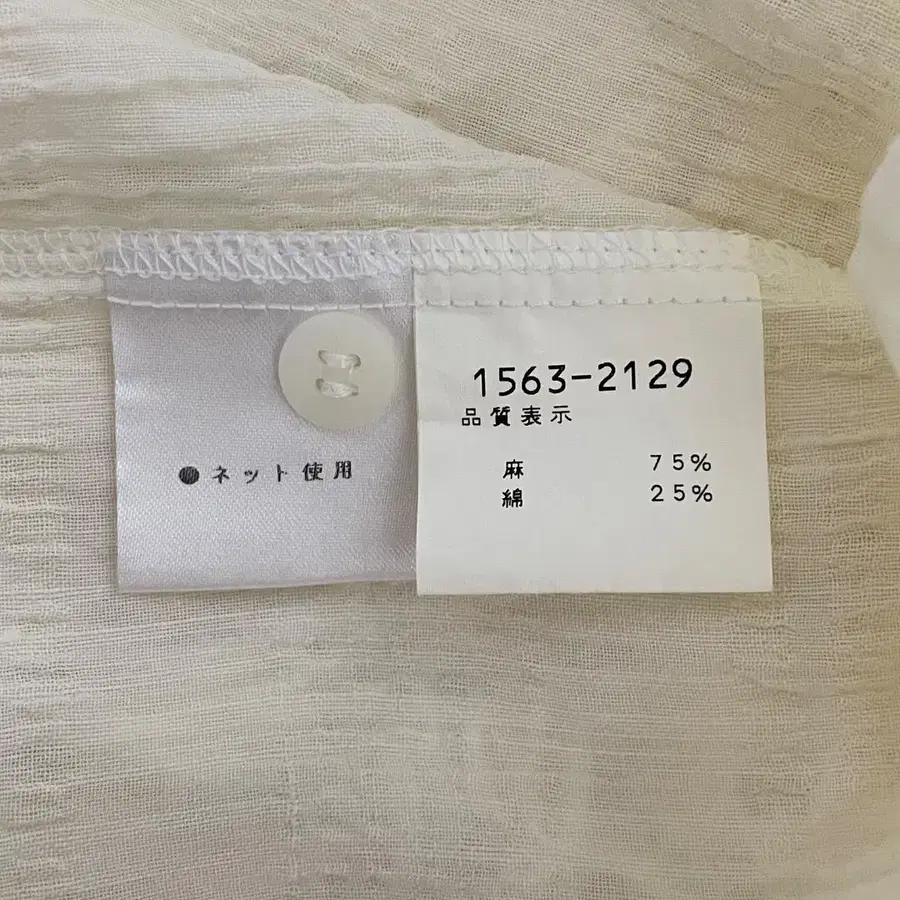 ●ネット使用
1563-2129
品質表示
麻 75%
綿 25%